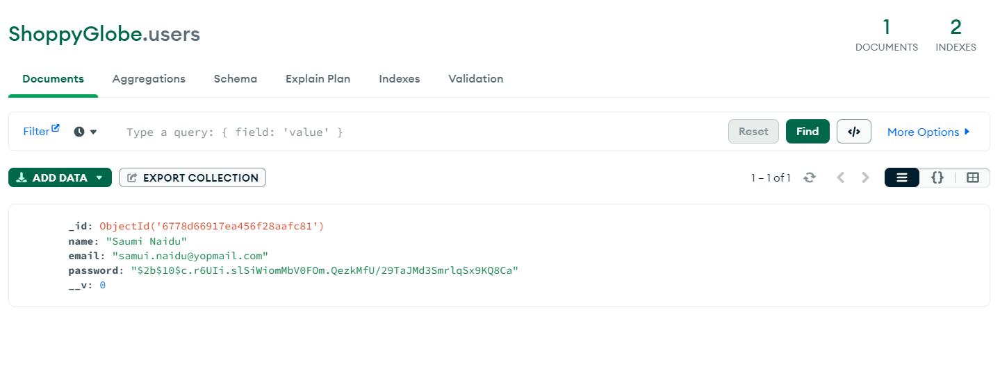 ShoppyGlobe.users
1 DOCUMENTS
2 INDEXES
Documents Aggregations Schema Explain Plan Indexes Validation
Filter Type a query: { field: 'value' } Reset Find </> More Options
ADD DATA EXPORT COLLECTION 1 – 1 of 1 {}
_id: ObjectId('6778d66917ea456f28aafc81')
name: "Saumi Naidu"
email: "samui.naidu@yopmail.com"
password: "$2b$10$c.r6UIi.slSiWiomMbV0FOm.QezkMfU/29TaJMd3SmrlqSx9KQ8Ca"
__v: 0